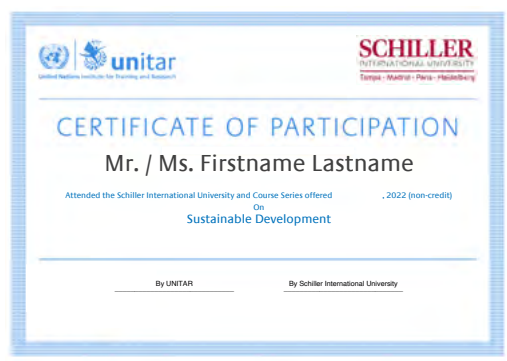 unitar
United Nations Institute for Training and Research
SCHILLER
INTERNATIONAL UNIVERSITY
Tampa - Madrid - Paris - Heidelberg
CERTIFICATE OF PARTICIPATION
Mr. / Ms. Firstname Lastname
Attended the Schiller International University and Course Series offered , 2022 (non-credit)
On
Sustainable Development
By UNITAR
By Schiller International University